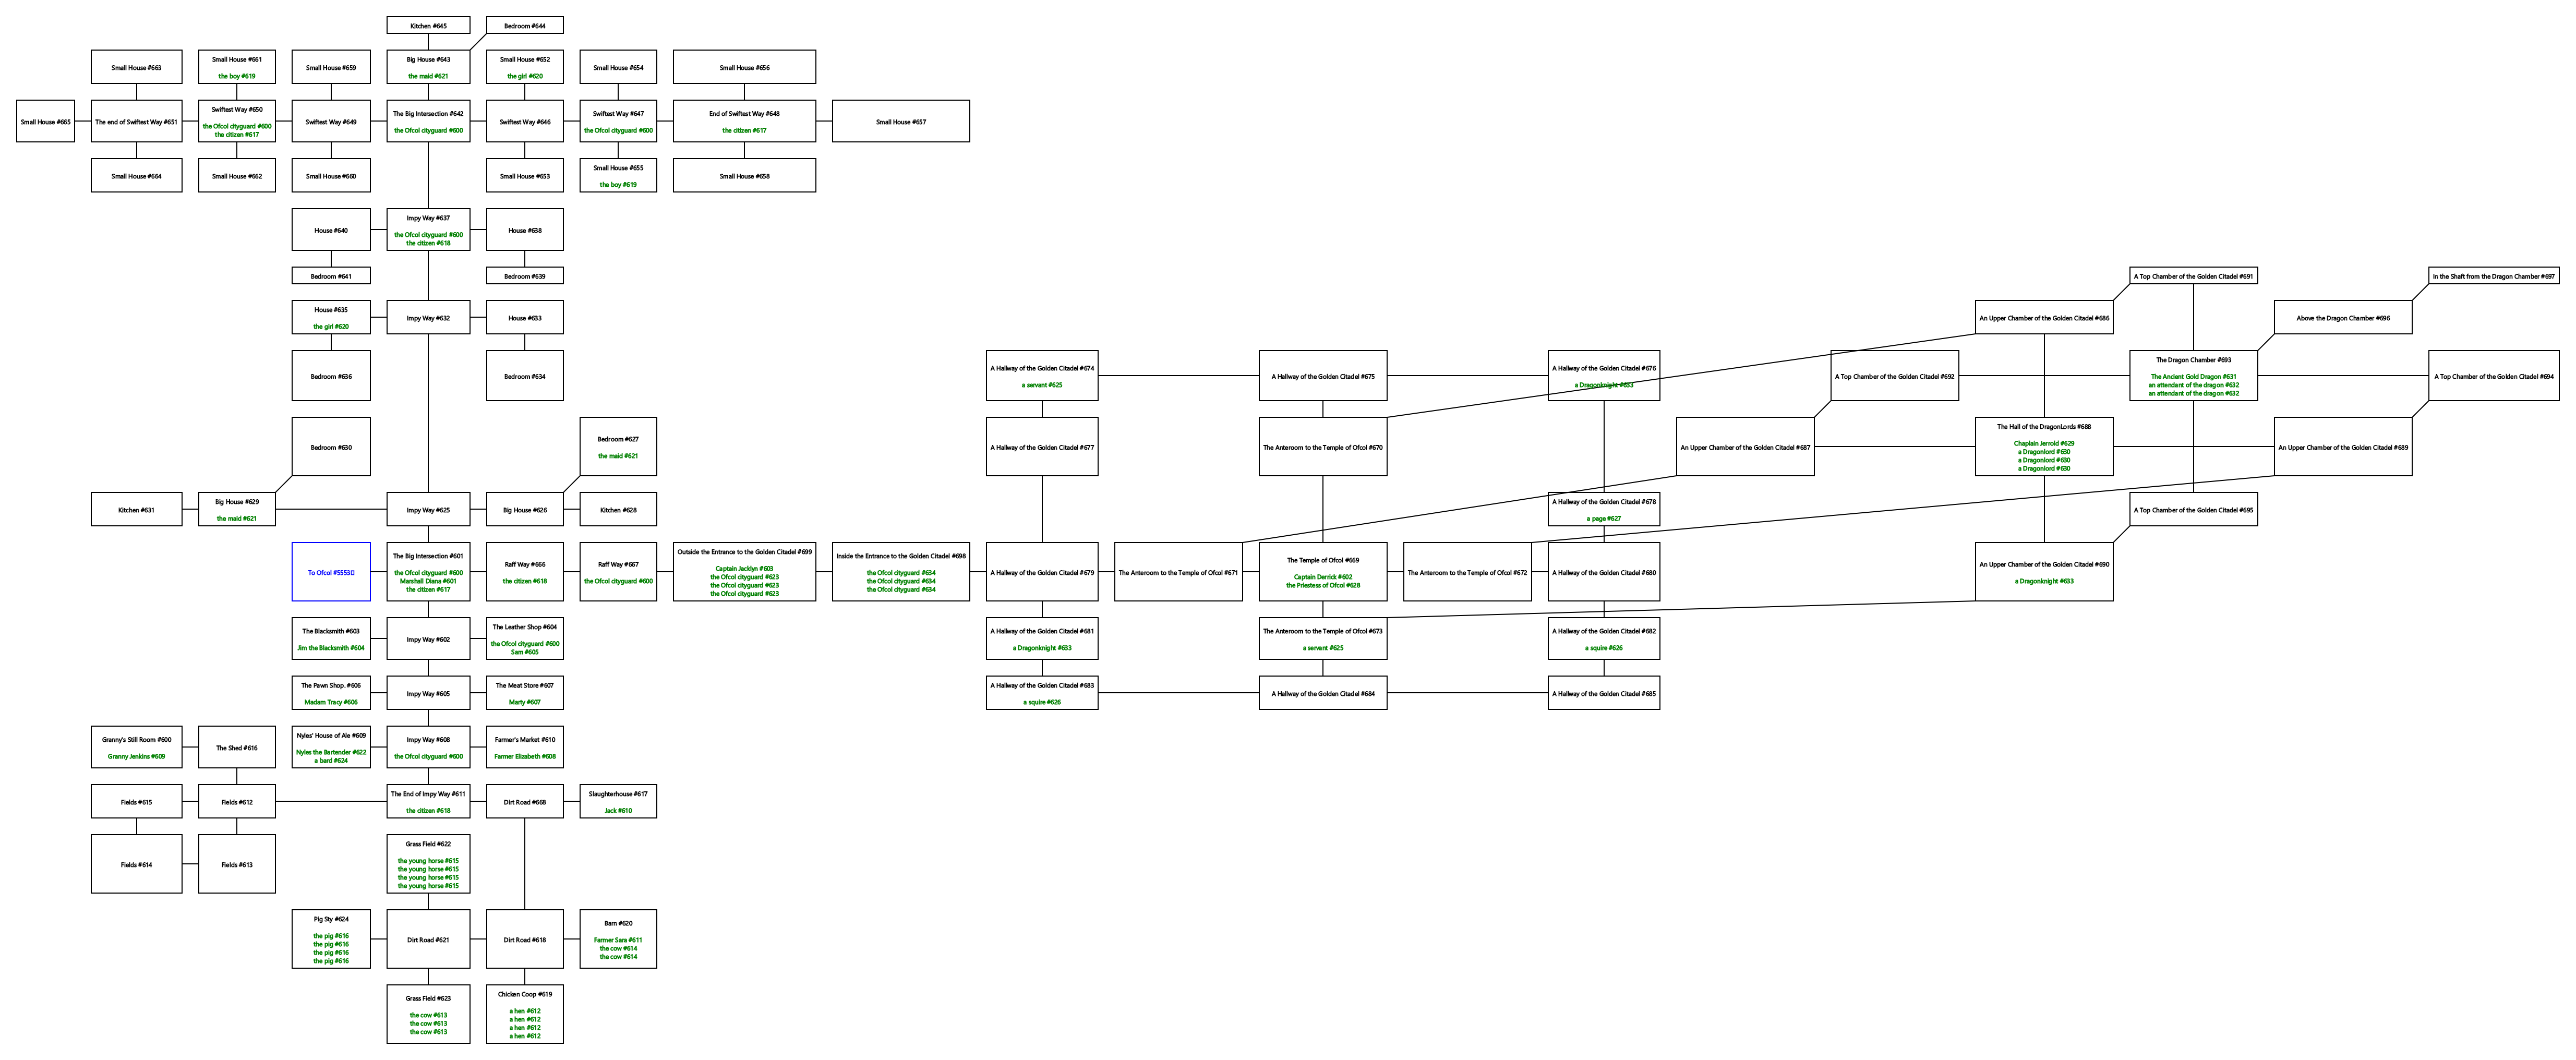 Kitchen #645
Bedroom #644
Small House #663
Small House #661
the boy #619
Small House #659
Big House #643
the maid #621
Small House #652
the girl #620
Small House #654
Small House #656
Small House #665
The end of Swiftest Way #651
Swiftest Way #650
the Ofcol cityguard #600
the citizen #617
Swiftest Way #649
The Big Intersection #642
the Ofcol cityguard #600
Swiftest Way #646
Swiftest Way #647
the Ofcol cityguard #600
End of Swiftest Way #648
the citizen #617
Small House #657
Small House #664
Small House #662
Small House #660
Small House #653
Small House #655
the boy #619
Small House #658
House #640
Impy Way #637
the Ofcol cityguard #600
the citizen #618
House #638
Bedroom #641
Bedroom #639
A Top Chamber of the Golden Citadel #691
In the Shaft from the Dragon Chamber #697
House #635
the girl #620
Impy Way #632
House #633
An Upper Chamber of the Golden Citadel #686
Above the Dragon Chamber #696
Bedroom #636
Bedroom #634
A Hallway of the Golden Citadel #674
a servant #625
A Hallway of the Golden Citadel #675
A Hallway of the Golden Citadel #676
a Dragonknight #633
A Top Chamber of the Golden Citadel #692
The Dragon Chamber #693
The Ancient Gold Dragon #631
an attendant of the dragon #632
an attendant of the dragon #632
A Top Chamber of the Golden Citadel #694
Bedroom #630
Bedroom #627
the maid #621
A Hallway of the Golden Citadel #677
The Anteroom to the Temple of Ofcol #670
An Upper Chamber of the Golden Citadel #687
The Hall of the DragonLords #688
Chaplain Jerrold #629
a Dragonlord #630
a Dragonlord #630
a Dragonlord #630
An Upper Chamber of the Golden Citadel #689
Kitchen #631
Big House #629
the maid #621
Impy Way #625
Big House #626
Kitchen #628
A Hallway of the Golden Citadel #678
a page #627
A Top Chamber of the Golden Citadel #695
To Ofcol #5553
The Big Intersection #601
the Ofcol cityguard #600
Marshall Diana #601
the citizen #617
Raff Way #666
the citizen #618
Raff Way #667
the Ofcol cityguard #600
Outside the Entrance to the Golden Citadel #699
Captain Jacklyn #603
the Ofcol cityguard #623
the Ofcol cityguard #623
the Ofcol cityguard #623
Inside the Entrance to the Golden Citadel #698
the Ofcol cityguard #634
the Ofcol cityguard #634
the Ofcol cityguard #634
A Hallway of the Golden Citadel #679
The Anteroom to the Temple of Ofcol #671
The Temple of Ofcol #669
Captain Derrick #602
the Priestess of Ofcol #628
The Anteroom to the Temple of Ofcol #672
A Hallway of the Golden Citadel #680
An Upper Chamber of the Golden Citadel #690
a Dragonknight #633
The Blacksmith #603
Jim the Blacksmith #604
Impy Way #602
The Leather Shop #604
the Ofcol cityguard #600
Sam #605
A Hallway of the Golden Citadel #681
a Dragonknight #633
The Anteroom to the Temple of Ofcol #673
a servant #625
A Hallway of the Golden Citadel #682
a squire #626
The Pawn Shop. #606
Madam Tracy #606
Impy Way #605
The Meat Store #607
Marty #607
A Hallway of the Golden Citadel #683
a squire #626
A Hallway of the Golden Citadel #684
A Hallway of the Golden Citadel #685
Granny's Still Room #600
Granny Jenkins #609
The Shed #616
Nyles' House of Ale #609
Nyles the Bartender #622
a bard #624
Impy Way #608
the Ofcol cityguard #600
Farmer's Market #610
Farmer Elizabeth #608
Fields #615
Fields #612
The End of Impy Way #611
the citizen #618
Dirt Road #668
Slaughterhouse #617
Jack #610
Fields #614
Fields #613
Grass Field #622
the young horse #615
the young horse #615
the young horse #615
the young horse #615
Pig Sty #624
the pig #616
the pig #616
the pig #616
the pig #616
Dirt Road #621
Dirt Road #618
Barn #620
Farmer Sara #611
the cow #614
the cow #614
Grass Field #623
the cow #613
the cow #613
the cow #613
Chicken Coop #619
a hen #612
a hen #612
a hen #612
a hen #612